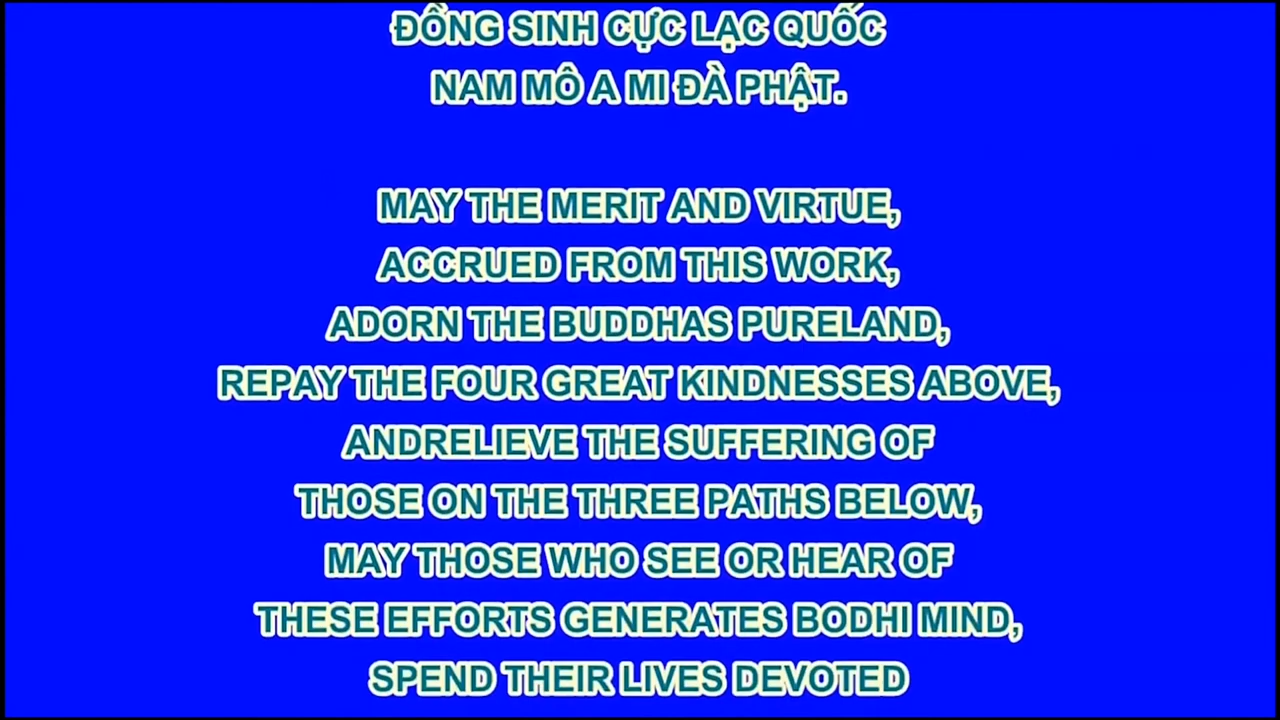 ĐỒNG SINH CỰC LẠC QUỐC
NAM MÔ A MI ĐÀ PHẬT.
MAY THE MERIT AND VIRTUE,
ACCRUED FROM THIS WORK,
ADORN THE BUDDHAS PURELAND,
REPAY THE FOUR GREAT KINDNESSES ABOVE,
ANDRELIEVE THE SUFFERING OF
THOSE ON THE THREE PATHS BELOW,
MAY THOSE WHO SEE OR HEAR OF
THESE EFFORTS GENERATES BODHI MIND,
SPEND THEIR LIVES DEVOTED